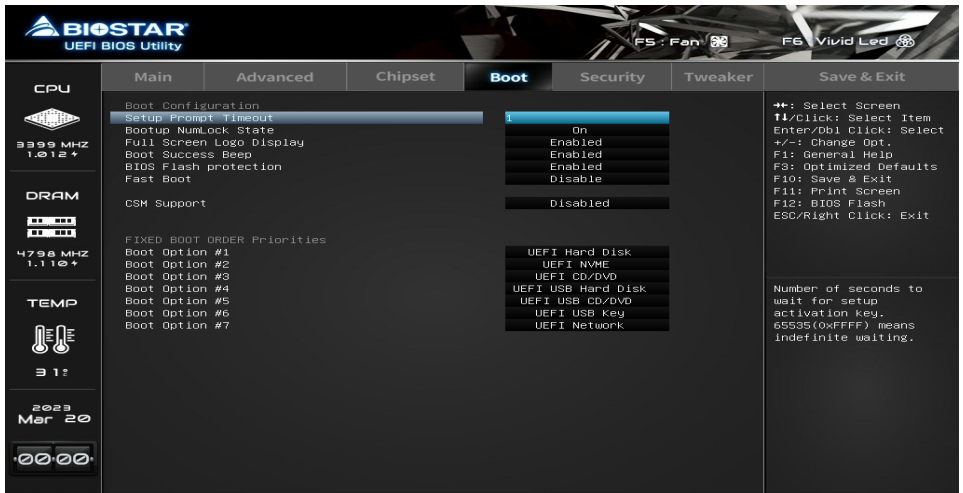 BIOSTAR®
UEFI BIOS Utility
F5 : Fan
F6 Vivid Led
Main Advanced Chipset Boot Security Tweaker Save & Exit
CPU
3399 MHZ
1.012 v
DRAM
4798 MHZ
1.110 v
TEMP
31°
2023
Mar 20
00:00
Boot Configuration
Setup Prompt Timeout 1
Bootup NumLock State On
Full Screen Logo Display Enabled
Boot Success Beep Enabled
BIOS Flash protection Enabled
Fast Boot Disable
CSM Support Disabled
FIXED BOOT ORDER Priorities
Boot Option #1 UEFI Hard Disk
Boot Option #2 UEFI NVME
Boot Option #3 UEFI CD/DVD
Boot Option #4 UEFI USB Hard Disk
Boot Option #5 UEFI USB CD/DVD
Boot Option #6 UEFI USB Key
Boot Option #7 UEFI Network
→←: Select Screen
↑↓/Click: Select Item
Enter/Dbl Click: Select
+/-: Change Opt.
F1: General Help
F3: Optimized Defaults
F10: Save & Exit
F11: Print Screen
F12: BIOS Flash
ESC/Right Click: Exit
Number of seconds to
wait for setup
activation key.
65535(0xFFFF) means
indefinite waiting.